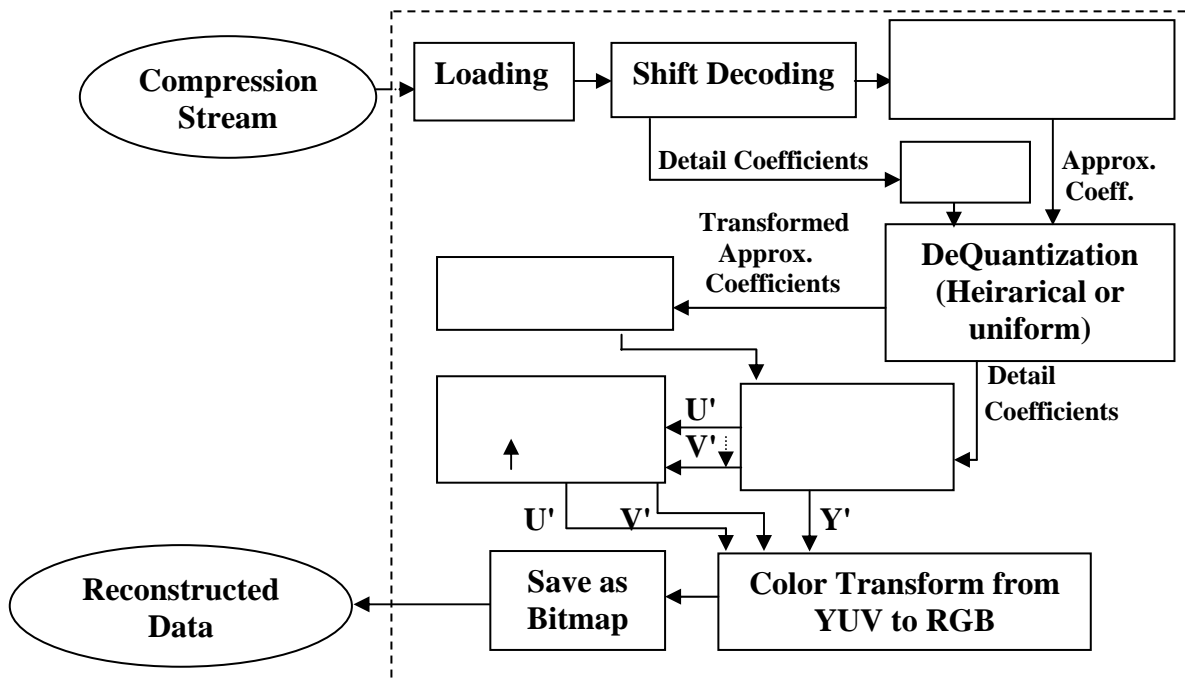 Compression
Stream
Loading
Shift Decoding
Detail Coefficients
Approx.
Coeff.
Transformed
Approx.
Coefficients
DeQuantization
(Heirarical or
uniform)
Detail
Coefficients
U'
V'
U'
V'
Y'
Reconstructed
Data
Save as
Bitmap
Color Transform from
YUV to RGB